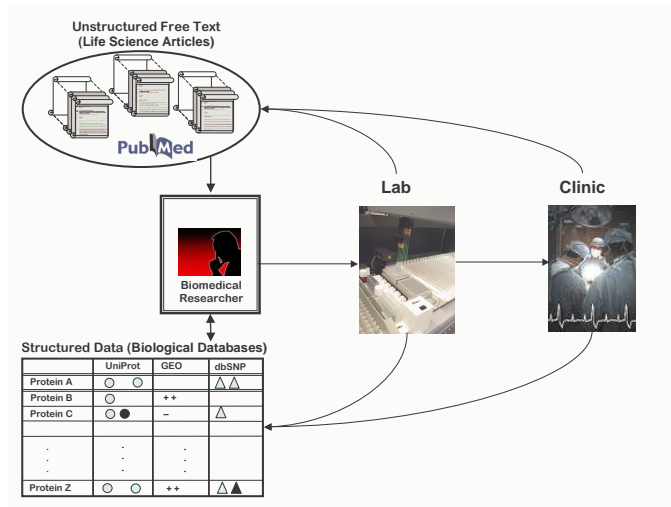 Unstructured Free Text
(Life Science Articles)
PubMed
Lab
Clinic
Biomedical
Researcher
Structured Data (Biological Databases)
UniProt GEO dbSNP
Protein A
Protein B ++
Protein C –
Protein Z ++